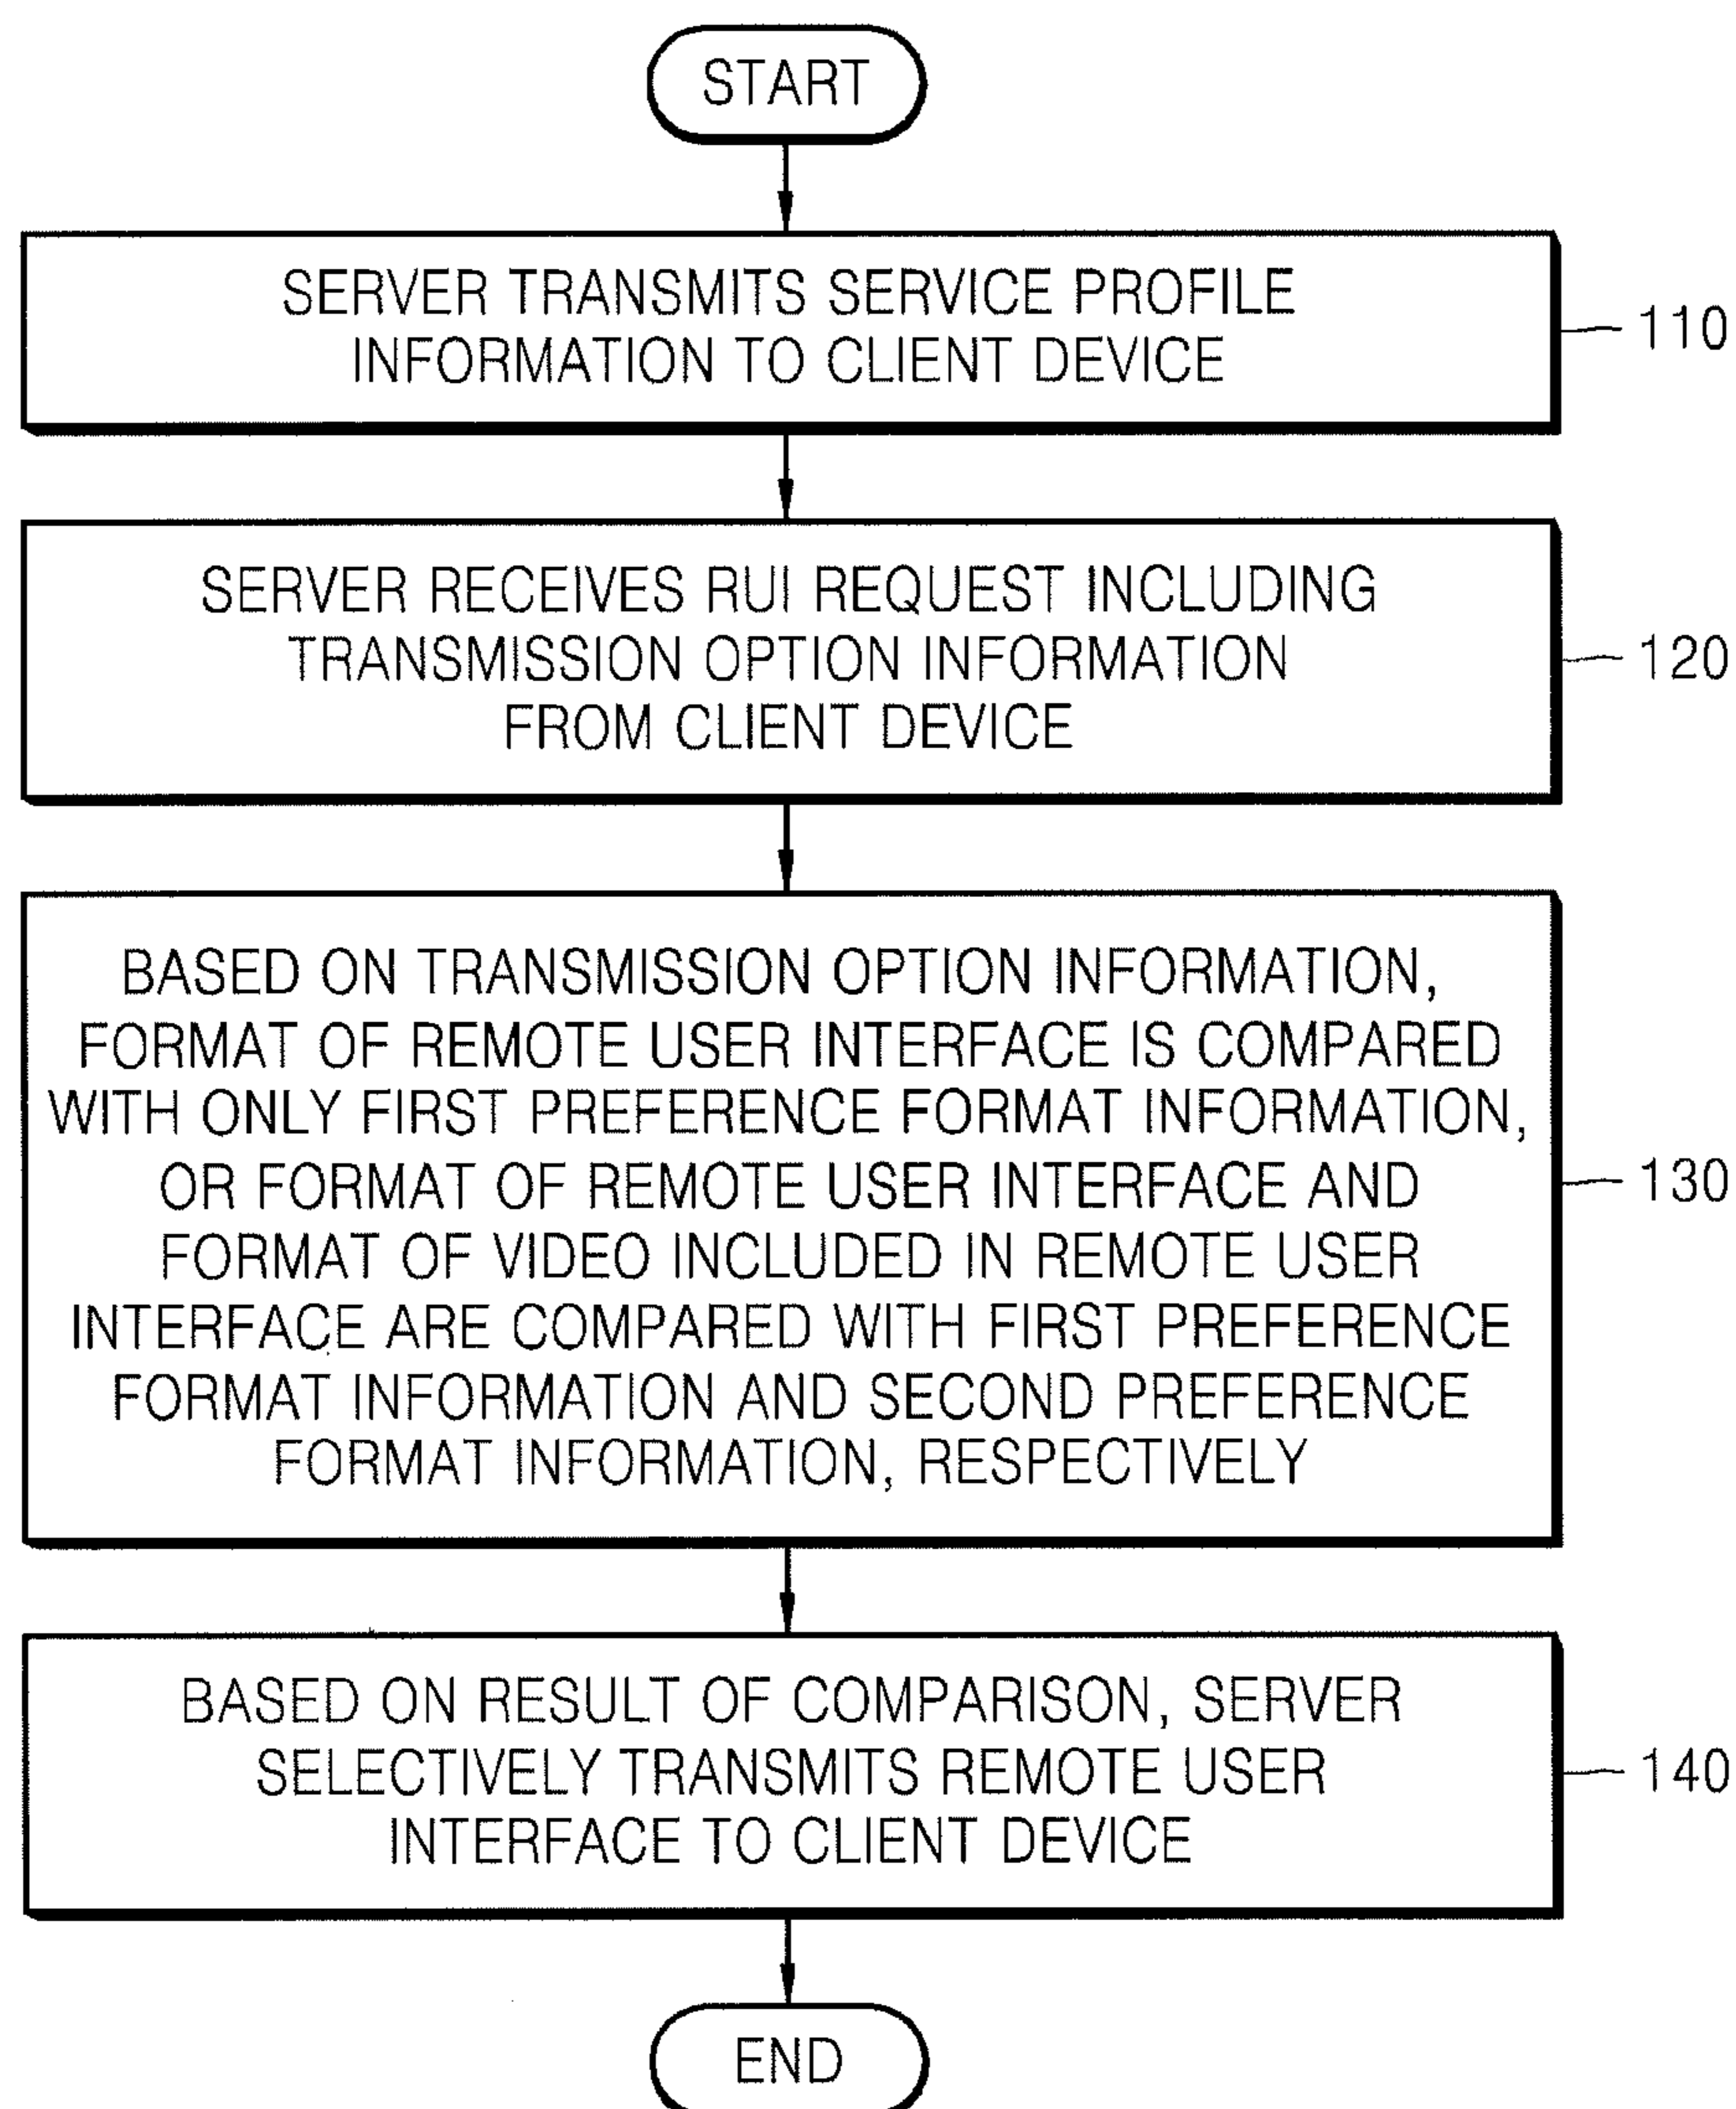 START
SERVER TRANSMITS SERVICE PROFILE
INFORMATION TO CLIENT DEVICE
110
SERVER RECEIVES RUI REQUEST INCLUDING
TRANSMISSION OPTION INFORMATION
FROM CLIENT DEVICE
120
BASED ON TRANSMISSION OPTION INFORMATION,
FORMAT OF REMOTE USER INTERFACE IS COMPARED
WITH ONLY FIRST PREFERENCE FORMAT INFORMATION,
OR FORMAT OF REMOTE USER INTERFACE AND
FORMAT OF VIDEO INCLUDED IN REMOTE USER
INTERFACE ARE COMPARED WITH FIRST PREFERENCE
FORMAT INFORMATION AND SECOND PREFERENCE
FORMAT INFORMATION, RESPECTIVELY
130
BASED ON RESULT OF COMPARISON, SERVER
SELECTIVELY TRANSMITS REMOTE USER
INTERFACE TO CLIENT DEVICE
140
END